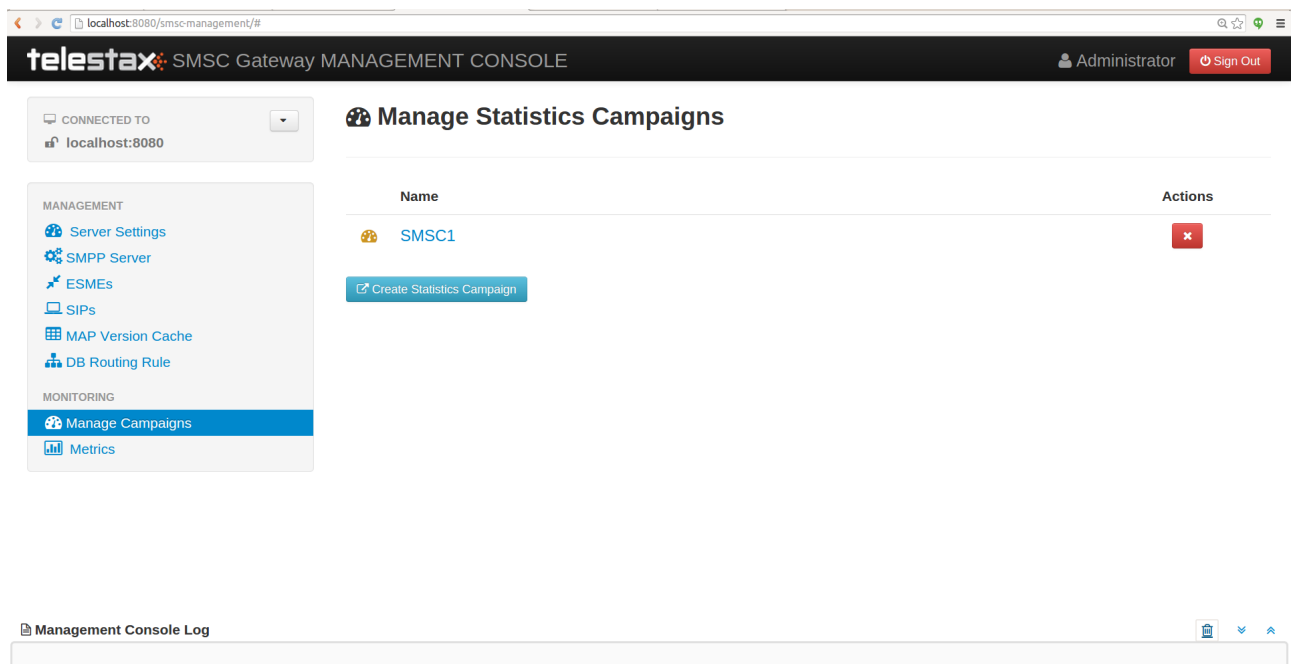 localhost:8080/smsc-management/#
telestax SMSC Gateway MANAGEMENT CONSOLE
Administrator
Sign Out
CONNECTED TO
localhost:8080
MANAGEMENT
Server Settings
SMPP Server
ESMEs
SIPs
MAP Version Cache
DB Routing Rule
MONITORING
Manage Campaigns
Metrics
Manage Statistics Campaigns
Name Actions
SMSC1
Create Statistics Campaign
Management Console Log